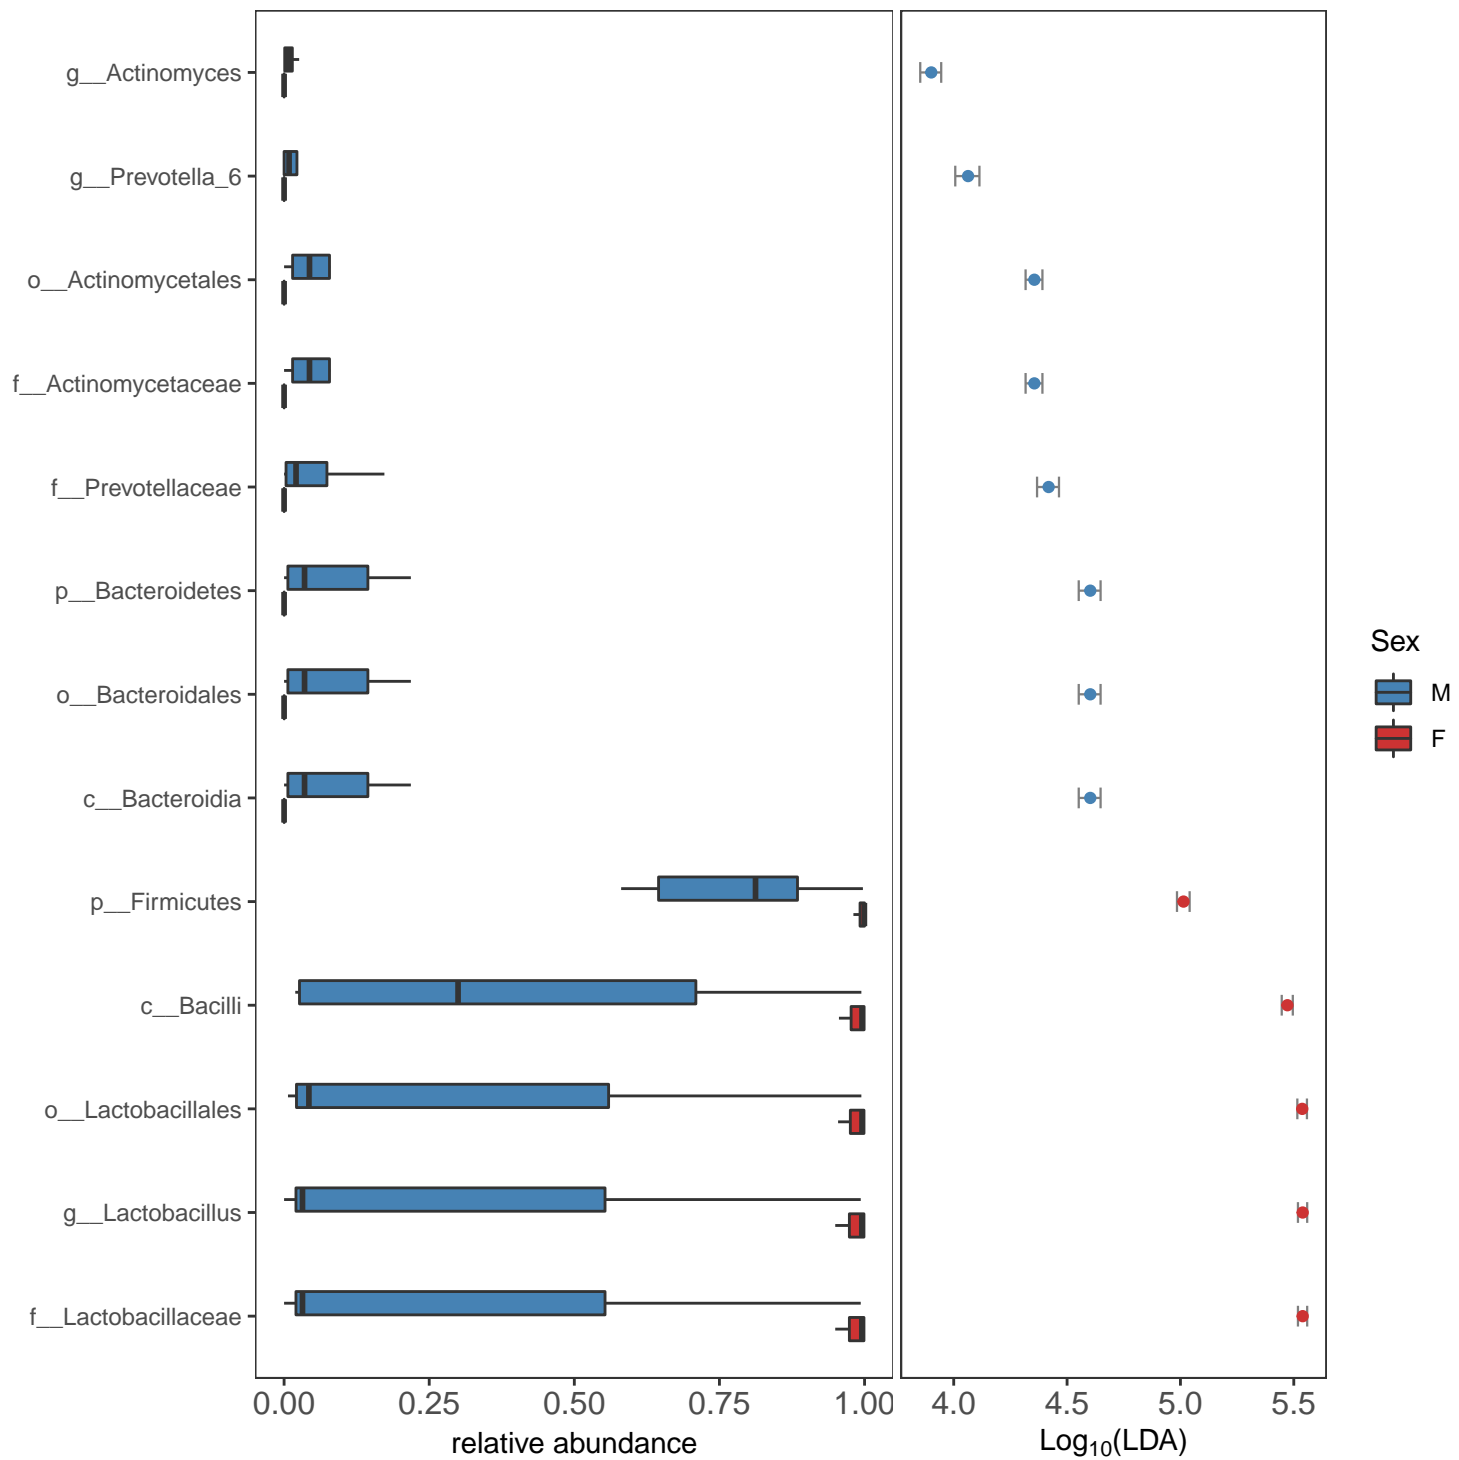 g__Actinomyces
g__Prevotella_6
o__Actinomycetales
f__Actinomycetaceae
f__Prevotellaceae
p__Bacteroidetes
o__Bacteroidales
c__Bacteroidia
p__Firmicutes
c__Bacilli
o__Lactobacillales
g__Lactobacillus
f__Lactobacillaceae
0.00 0.25 0.50 0.75 1.00
relative abundance
4.0 4.5 5.0 5.5
Log10(LDA)
Sex
M
F